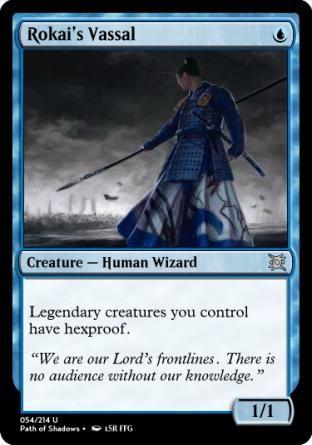 Rokai's Vassal
Creature — Human Wizard
Legendary creatures you control
have hexproof.
“We are our Lord's frontlines. There is
no audience without our knowledge.”
1/1
054/214 U
Path of Shadows • iSR FFG